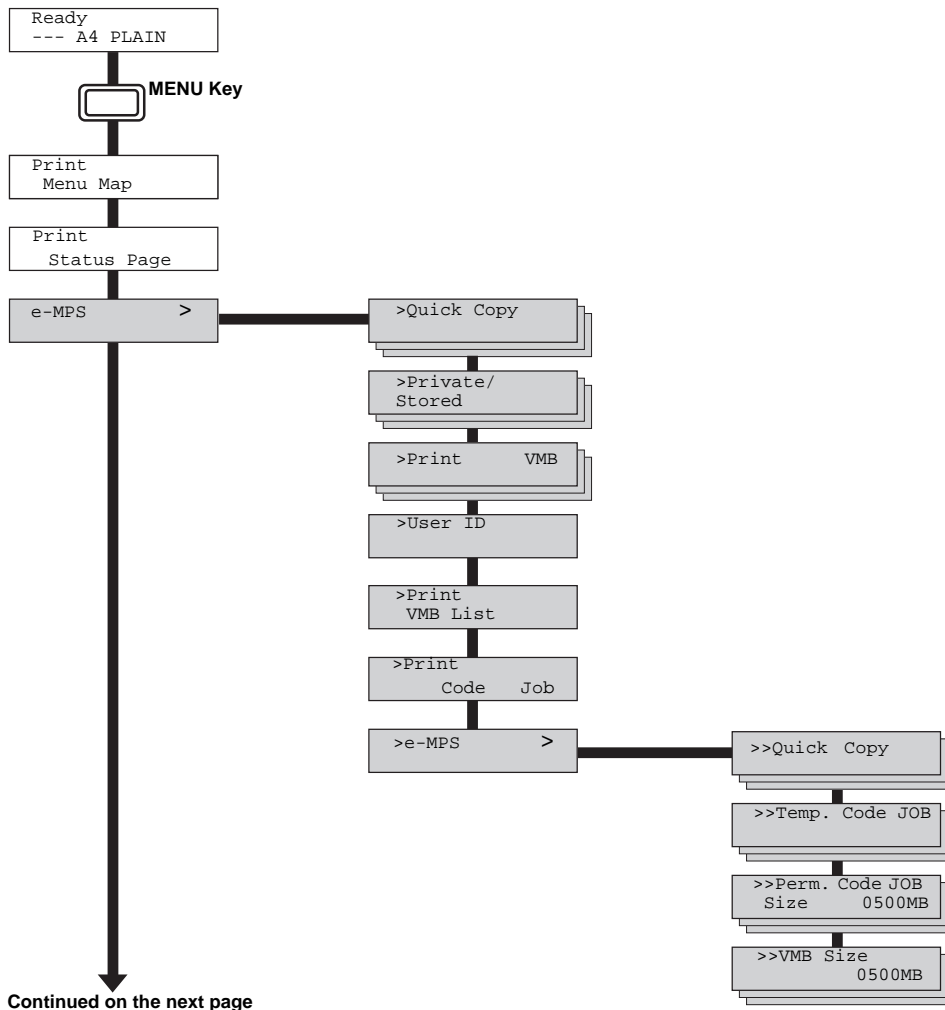 Ready
--- A4 PLAIN
MENU Key
Print
Menu Map
Print
Status Page
e-MPS >
>Quick Copy
>Private/
Stored
>Print VMB
>User ID
>Print
VMB List
>Print
Code Job
>e-MPS >
>>Quick Copy
>>Temp. Code JOB
>>Perm. Code JOB
Size 0500MB
>>VMB Size
0500MB
Continued on the next page